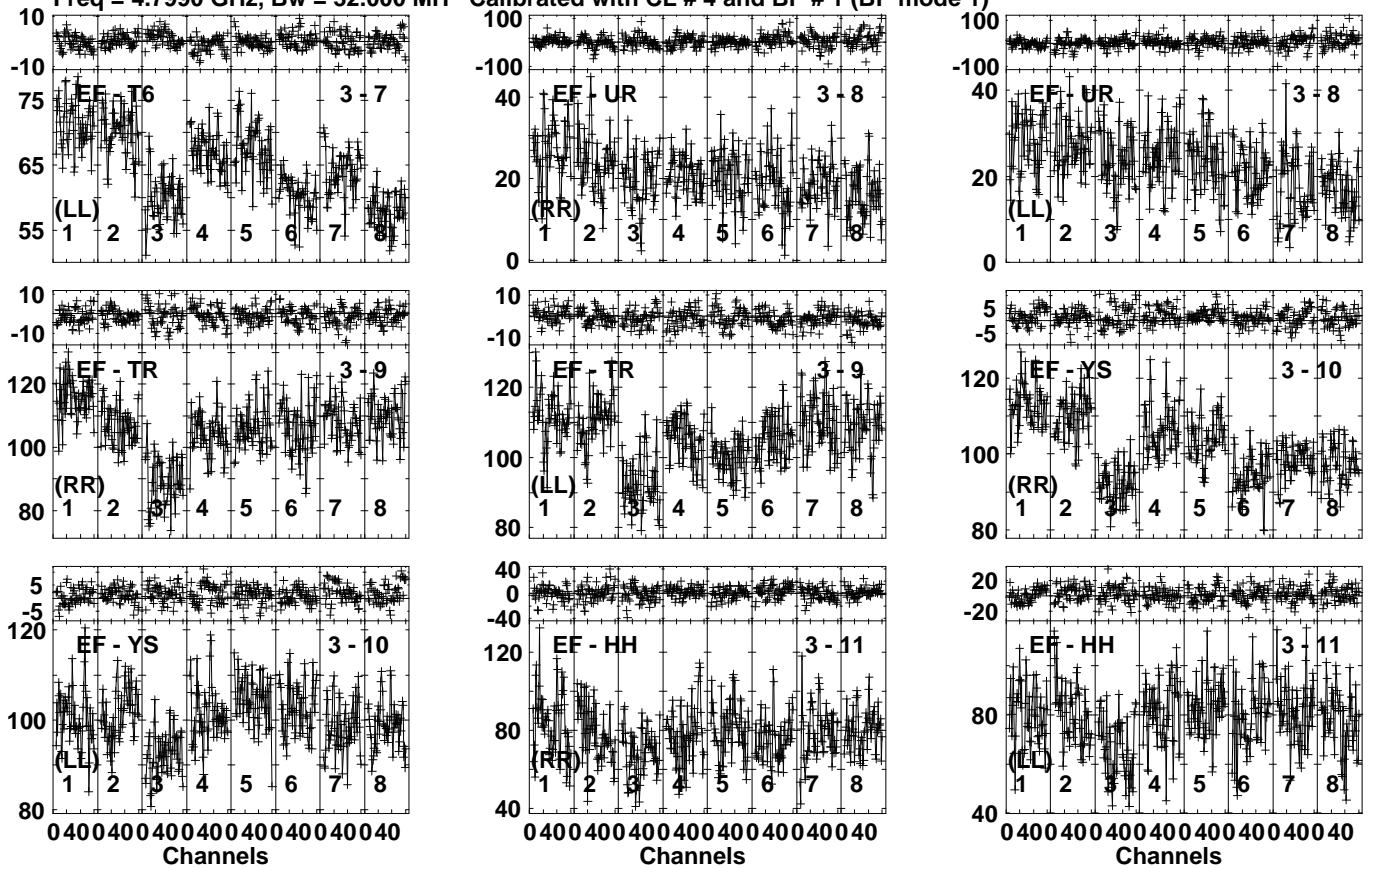 Freq = 4.7990 GHz, Bw = 32.000 MH Calibrated with CL # 4 and BP # 1 (BP mode 1)
10
-10
EF - T6 3 - 7
75
65
55
(LL)
1 2 3 4 5 6 7 8
100
-100
EF - UR 3 - 8
40
20
0
(RR)
1 2 3 4 5 6 7 8
100
-100
EF - UR 3 - 8
40
20
0
(LL)
1 2 3 4 5 6 7 8
10
-10
EF - TR 3 - 9
120
100
80
(RR)
1 2 3 4 5 6 7 8
10
-10
EF - TR 3 - 9
120
100
80
(LL)
1 2 3 4 5 6 7 8
5
-5
EF - YS 3 - 10
120
100
80
(RR)
1 2 3 4 5 6 7 8
5
-5
EF - YS 3 - 10
120
100
80
(LL)
1 2 3 4 5 6 7 8
0 40 0 40 0 40 0 40 0 40 0 40 0 40 0 40
Channels
40
0
-40
EF - HH 3 - 11
120
80
40
(RR)
1 2 3 4 5 6 7 8
0 40 0 40 0 40 0 40 0 40 0 40 0 40 0 40
Channels
20
-20
EF - HH 3 - 11
80
40
(LL)
1 2 3 4 5 6 7 8
0 40 0 40 0 40 0 40 0 40 0 40 0 40 0 40
Channels